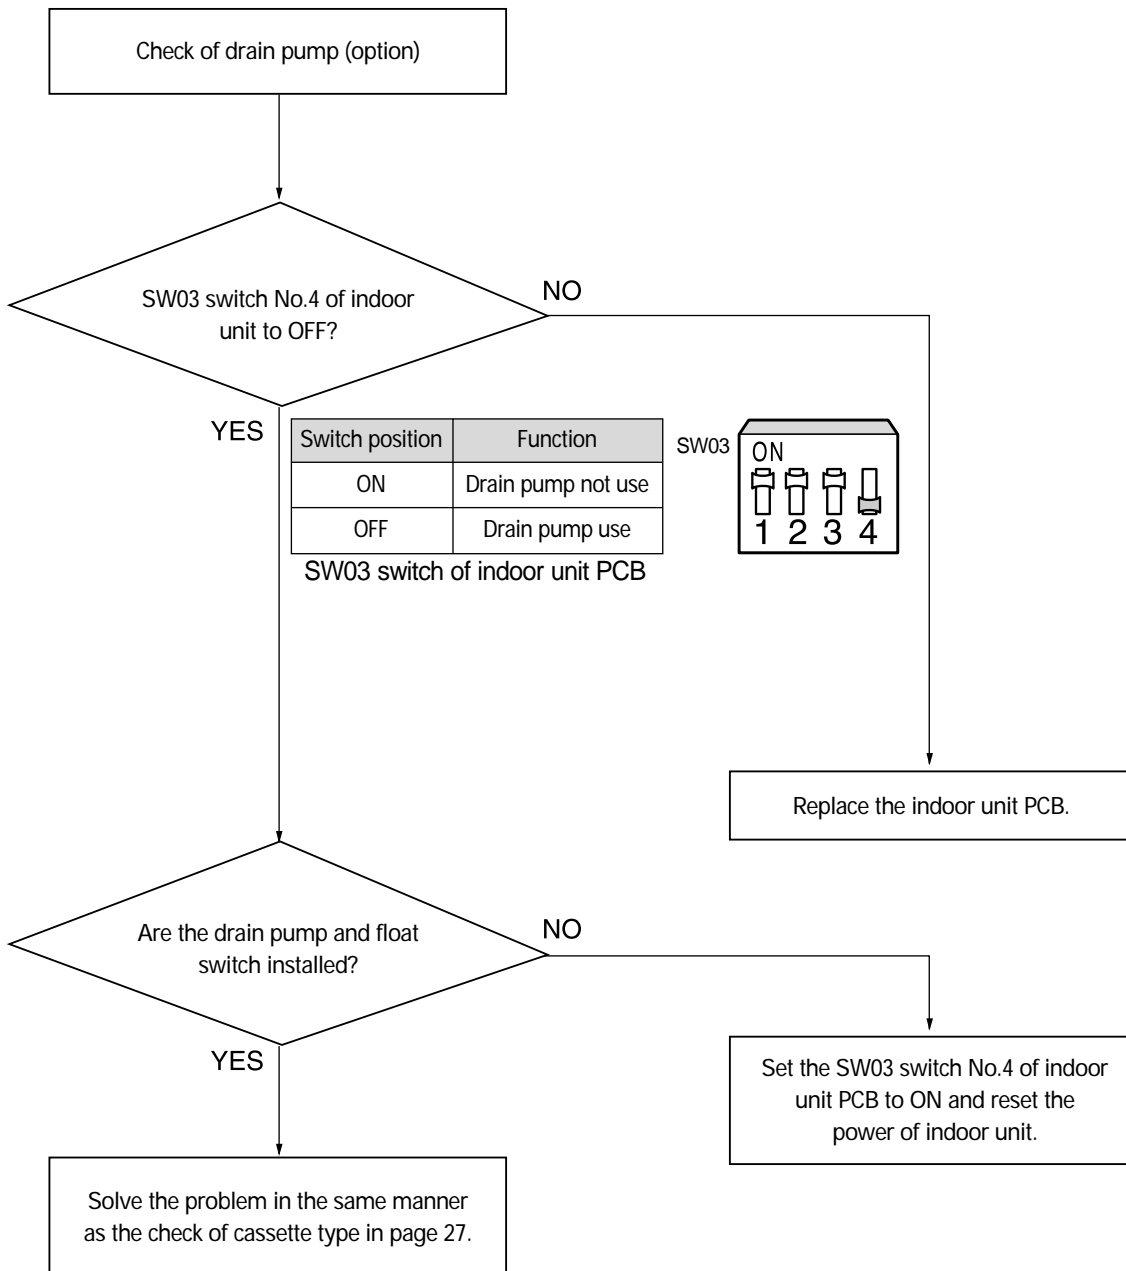 Check of drain pump (option)
SW03 switch No.4 of indoor
unit to OFF?
NO
YES
Switch position Function
ON Drain pump not use
OFF Drain pump use
SW03 switch of indoor unit PCB
SW03
ON
1 2 3 4
Replace the indoor unit PCB.
Are the drain pump and float
switch installed?
NO
YES
Set the SW03 switch No.4 of indoor
unit PCB to ON and reset the
power of indoor unit.
Solve the problem in the same manner
as the check of cassette type in page 27.